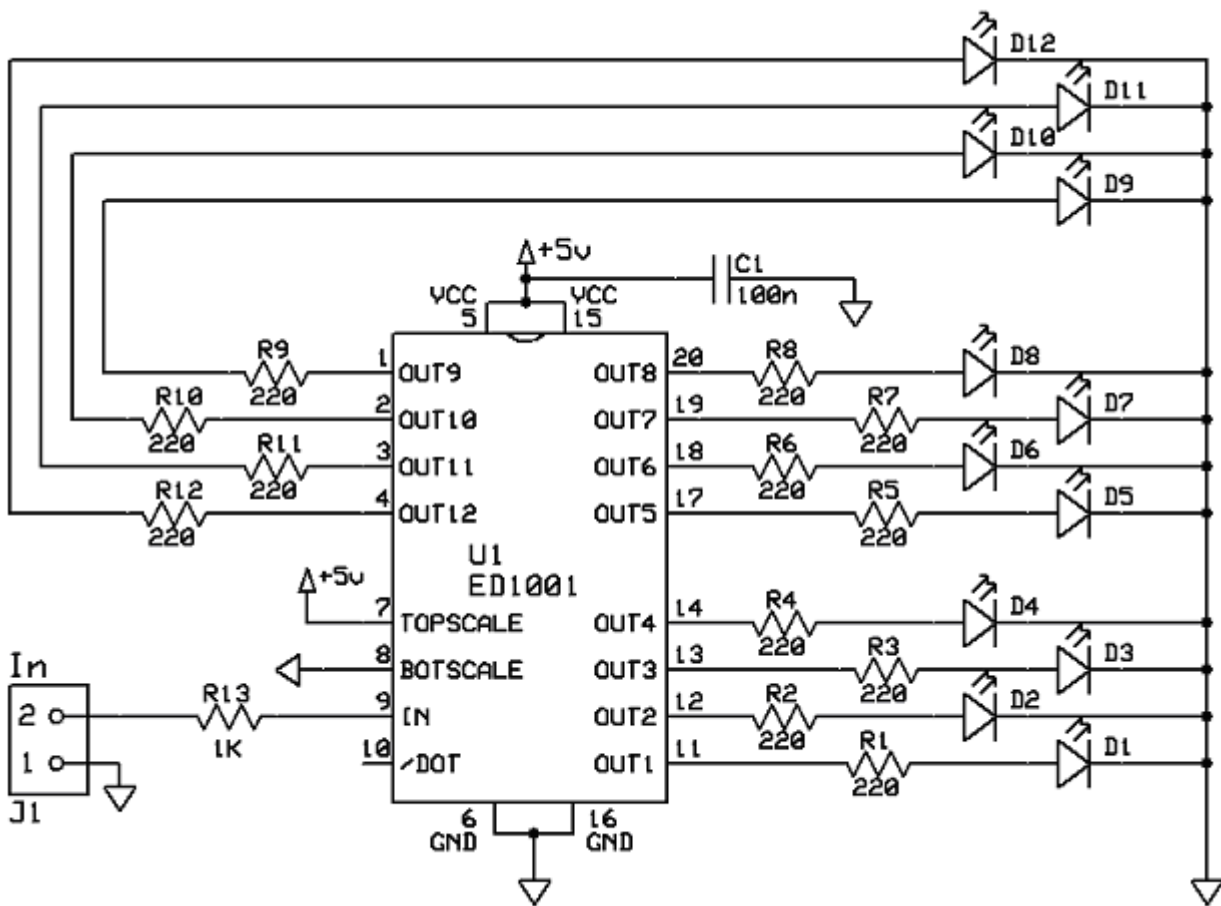 D12
D11
D10
D9
+5v
C1
100n
VCC
VCC
5
15
R9
220
1
OUT9
OUT8
20
R8
220
D8
R10
220
2
OUT10
OUT7
19
R7
220
D7
R11
220
3
OUT11
OUT6
18
R6
220
D6
R12
220
4
OUT12
OUT5
17
R5
220
D5
U1
ED1001
+5v
7
TOPSCALE
OUT4
14
R4
220
D4
8
BOTSCALE
OUT3
13
R3
220
D3
In
2
1
J1
R13
1K
9
IN
OUT2
12
R2
220
D2
10
/DOT
OUT1
11
R1
220
D1
6
16
GND
GND